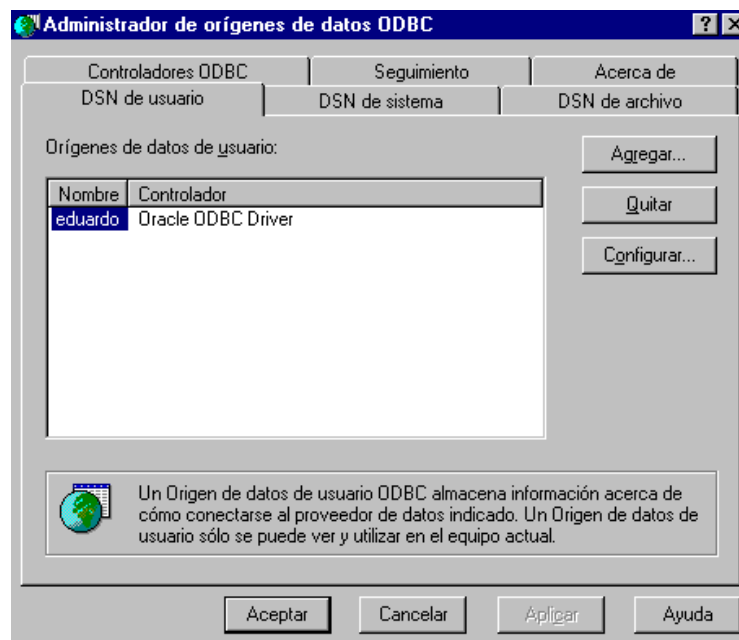 Administrador de orígenes de datos ODBC
Controladores ODBC Seguimiento Acerca de
DSN de usuario DSN de sistema DSN de archivo
Orígenes de datos de usuario:
Agregar...
Nombre Controlador
Quitar
eduardo Oracle ODBC Driver
Configurar...
Un Origen de datos de usuario ODBC almacena información acerca de
cómo conectarse al proveedor de datos indicado. Un Origen de datos de
usuario sólo se puede ver y utilizar en el equipo actual.
Aceptar Cancelar Aplicar Ayuda